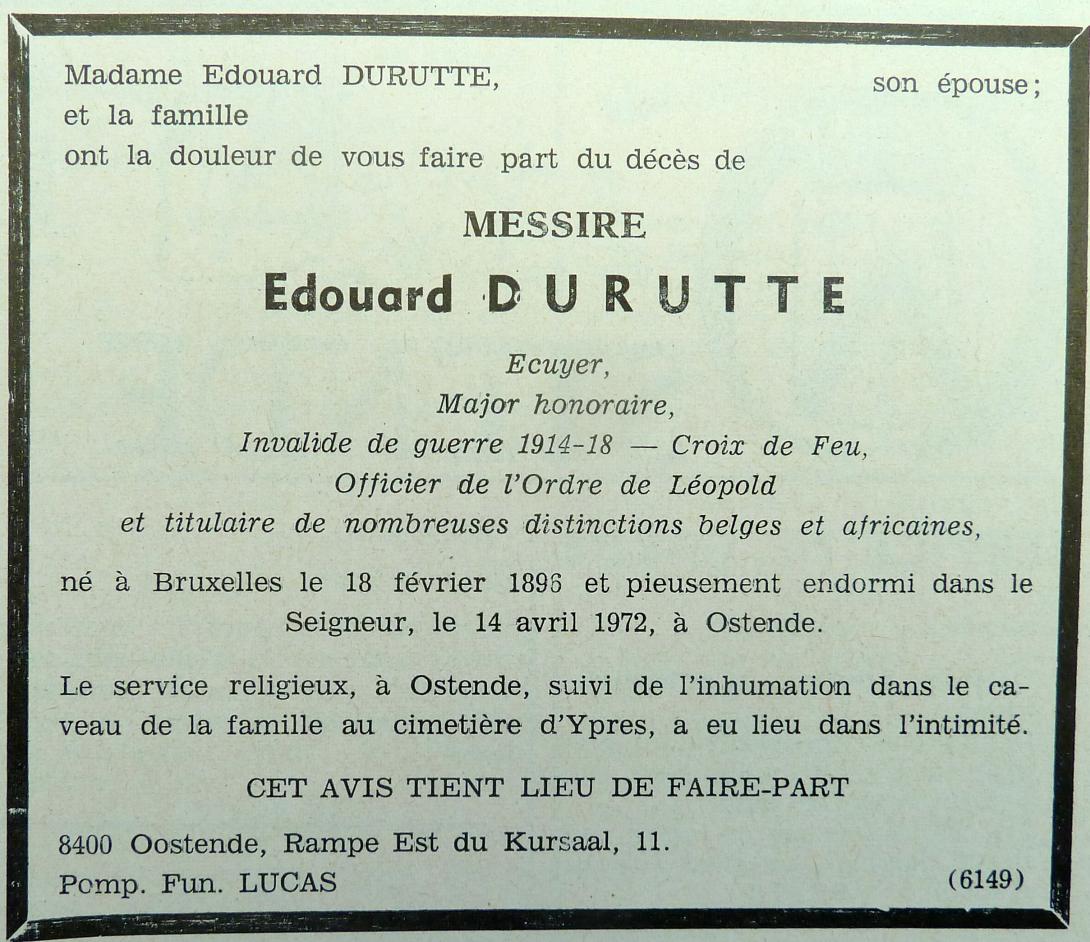 Madame Edouard DURUTTE, son épouse;
et la famille
ont la douleur de vous faire part du décès de
MESSIRE
Edouard DURUTTE
Ecuyer,
Major honoraire,
Invalide de guerre 1914-18 — Croix de Feu,
Officier de l'Ordre de Léopold
et titulaire de nombreuses distinctions belges et africaines,
né à Bruxelles le 18 février 1896 et pieusement endormi dans le
Seigneur, le 14 avril 1972, à Ostende.
Le service religieux, à Ostende, suivi de l'inhumation dans le ca-
veau de la famille au cimetière d'Ypres, a eu lieu dans l'intimité.
CET AVIS TIENT LIEU DE FAIRE-PART
8400 Oostende, Rampe Est du Kursaal, 11.
Pomp. Fun. LUCAS (6149)